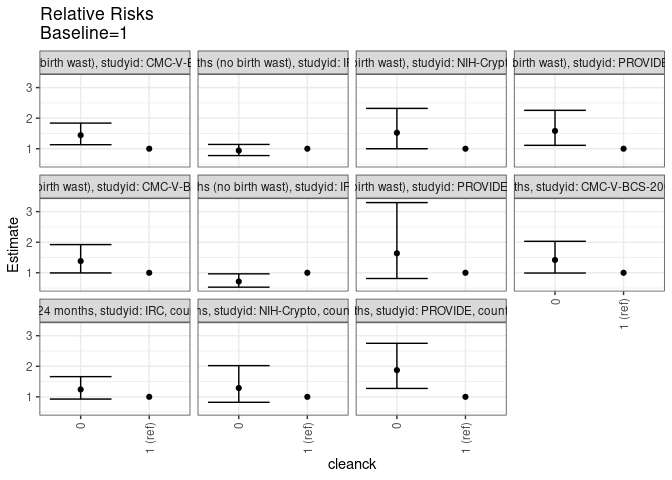 Relative Risks
Baseline=1
birth wast), studyid: CMC-V-B
ths (no birth wast), studyid: IR
birth wast), studyid: NIH-Crypt
birth wast), studyid: PROVIDE
3
2
1
birth wast), studyid: CMC-V-B
ths (no birth wast), studyid: IR
birth wast), studyid: PROVIDE
ths, studyid: CMC-V-BCS-20
3
2
1
24 months, studyid: IRC, cou
hs, studyid: NIH-Crypto, coun
ths, studyid: PROVIDE, count
3
2
1
0
1 (ref)
0
1 (ref)
0
1 (ref)
0
1 (ref)
Estimate
cleanck